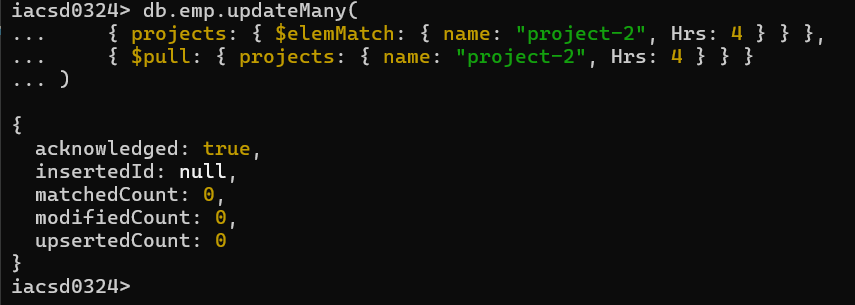 iacsd0324> db.emp.updateMany(
...     { projects: { $elemMatch: { name: "project-2", Hrs: 4 } } },
...     { $pull: { projects: { name: "project-2", Hrs: 4 } } }
... )
{
  acknowledged: true,
  insertedId: null,
  matchedCount: 0,
  modifiedCount: 0,
  upsertedCount: 0
}
iacsd0324>